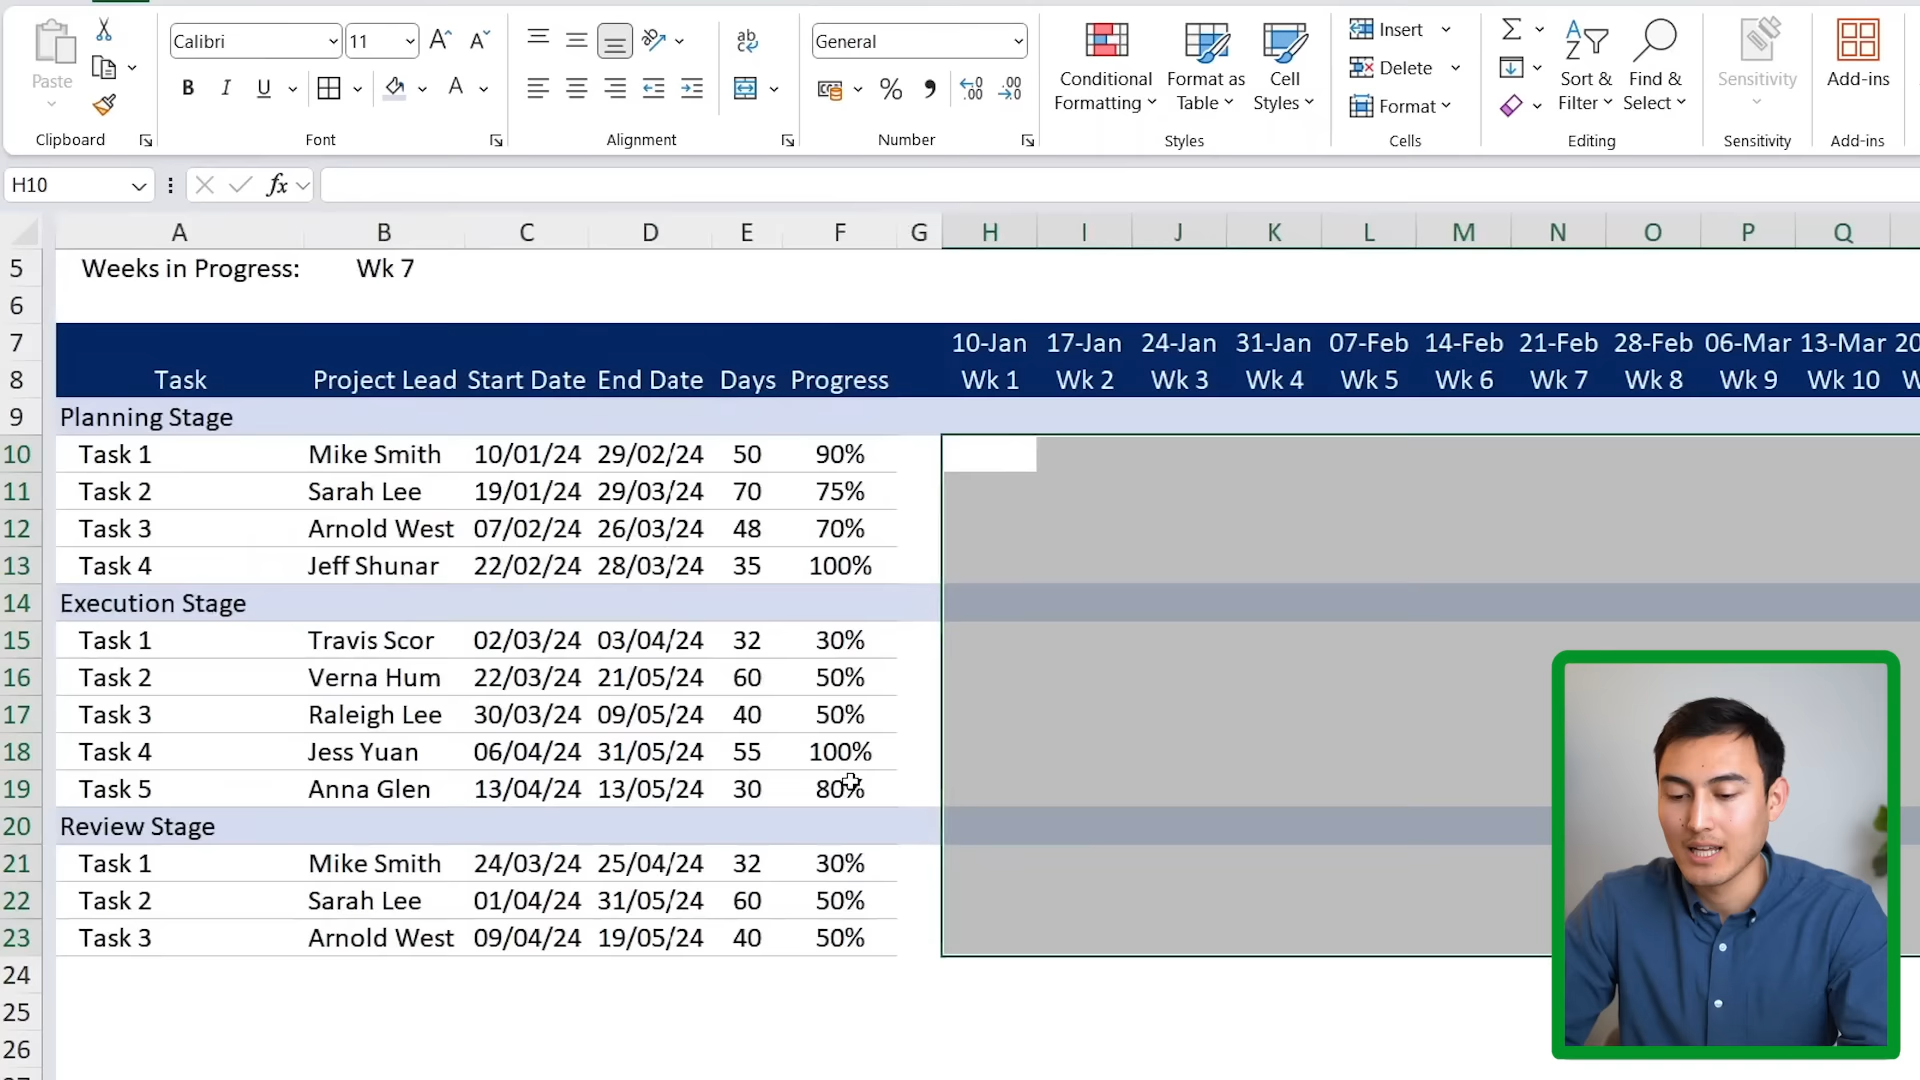 Calibri 11 General Insert
Paste Conditional Formatting Format as Table Cell Styles Delete Sort & Filter Find & Select Sensitivity Add-ins
B I U A % Format
Clipboard Font Alignment Number Styles Cells Editing Sensitivity Add-ins
H10 fx
A B C D E F G H I J K L M N O P Q
5 Weeks in Progress: Wk 7
6
7 10-Jan 17-Jan 24-Jan 31-Jan 07-Feb 14-Feb 21-Feb 28-Feb 06-Mar 13-Mar 20
8 Task Project Lead Start Date End Date Days Progress Wk 1 Wk 2 Wk 3 Wk 4 Wk 5 Wk 6 Wk 7 Wk 8 Wk 9 Wk 10
9 Planning Stage
10 Task 1 Mike Smith 10/01/24 29/02/24 50 90%
11 Task 2 Sarah Lee 19/01/24 29/03/24 70 75%
12 Task 3 Arnold West 07/02/24 26/03/24 48 70%
13 Task 4 Jeff Shunar 22/02/24 28/03/24 35 100%
14 Execution Stage
15 Task 1 Travis Scor 02/03/24 03/04/24 32 30%
16 Task 2 Verna Hum 22/03/24 21/05/24 60 50%
17 Task 3 Raleigh Lee 30/03/24 09/05/24 40 50%
18 Task 4 Jess Yuan 06/04/24 31/05/24 55 100%
19 Task 5 Anna Glen 13/04/24 13/05/24 30 80%
20 Review Stage
21 Task 1 Mike Smith 24/03/24 25/04/24 32 30%
22 Task 2 Sarah Lee 01/04/24 31/05/24 60 50%
23 Task 3 Arnold West 09/04/24 19/05/24 40 50%
24
25
26